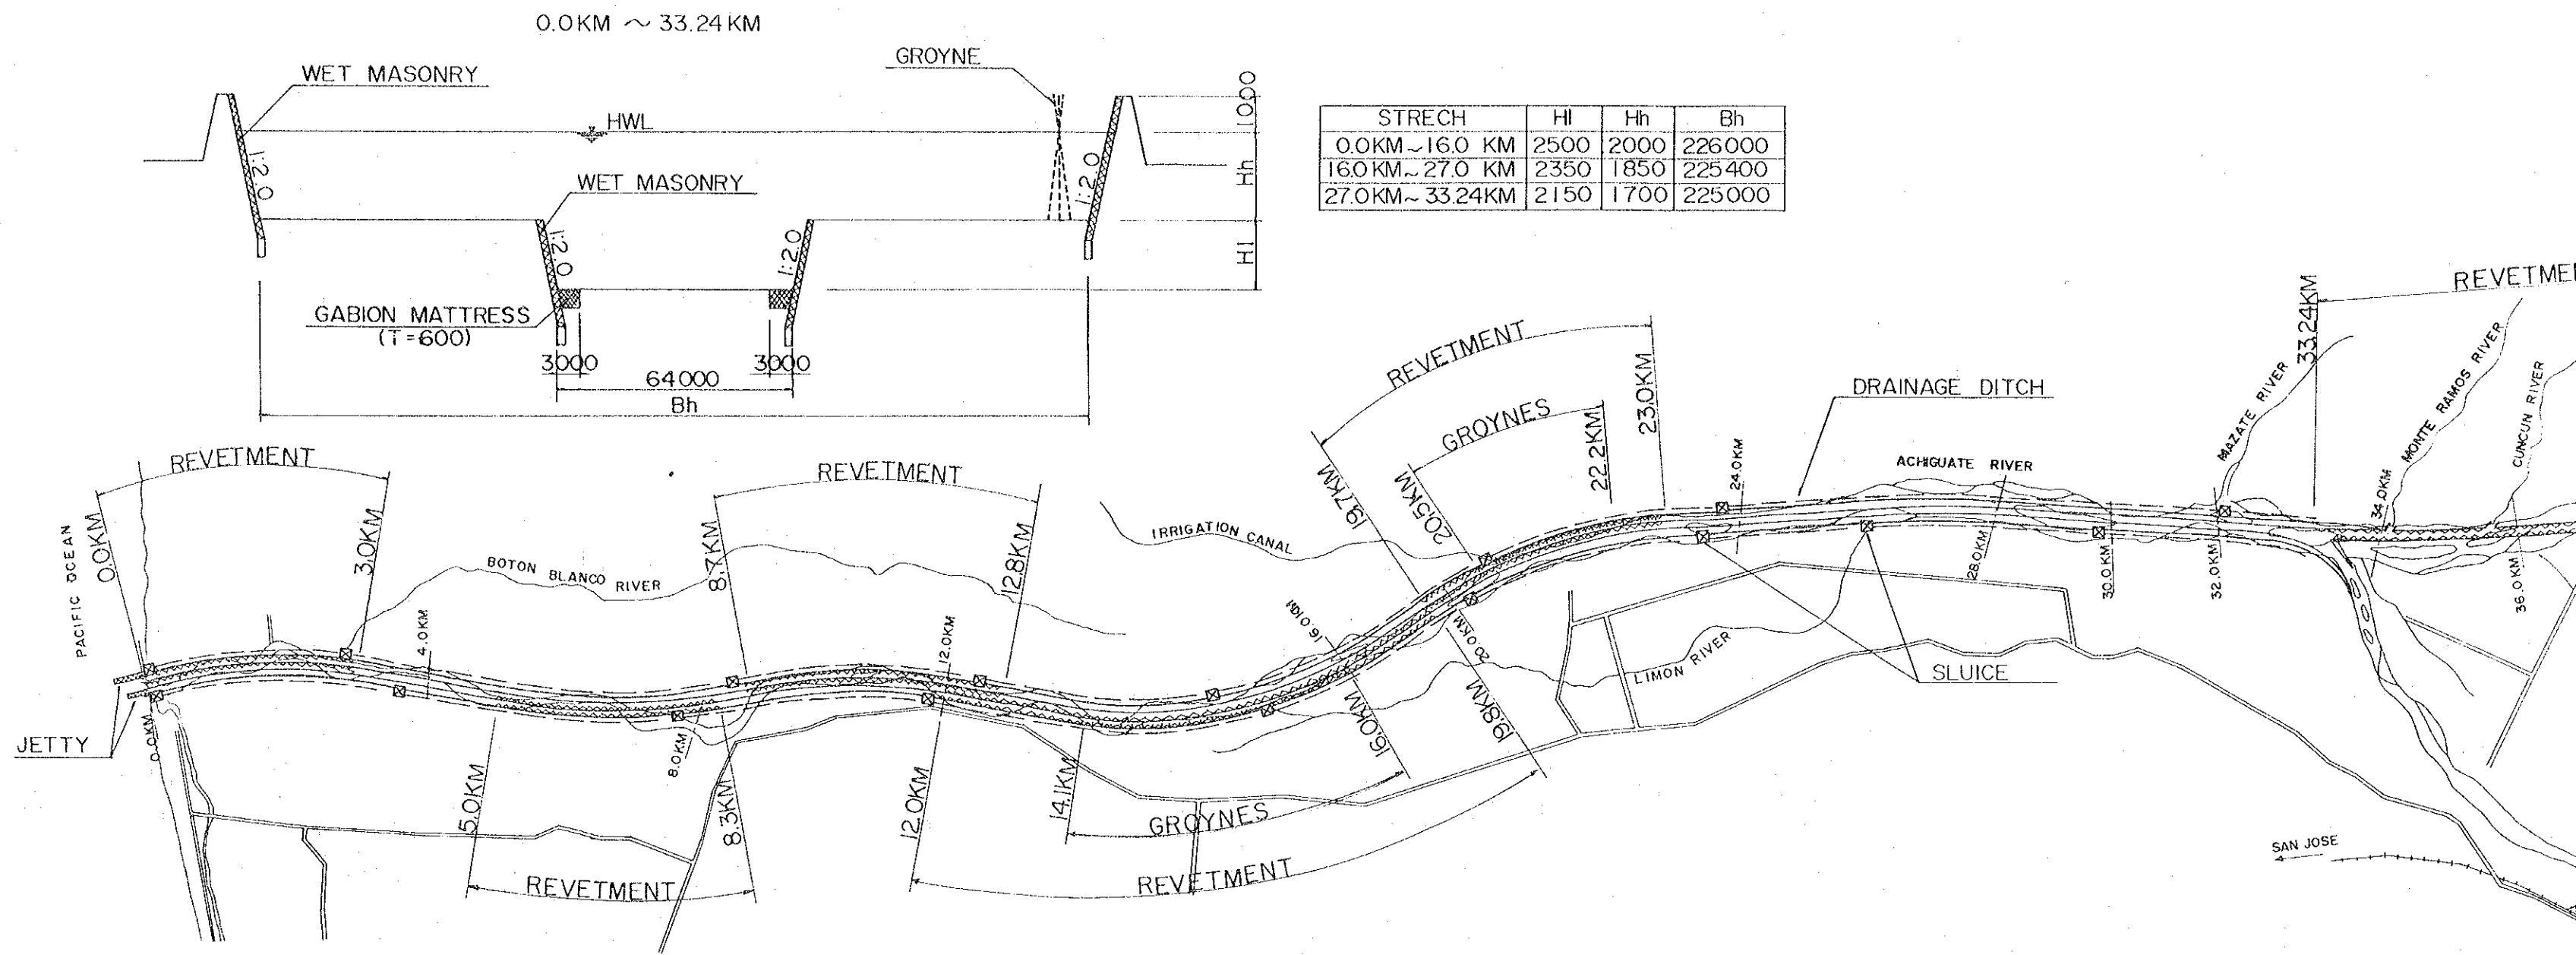 0.0KM ~ 33.24KM
WET MASONRY
GROYNE
HWL
1000
1:2.0
1:2.0
Hh
WET MASONRY
1:2.0
1:2.0
Hl
GABION MATTRESS
(T=600)
3000
3000
64000
Bh
STRECH Hl Hh Bh
0.0KM~16.0 KM 2500 2000 226000
16.0KM~27.0 KM 2350 1850 225400
27.0KM~33.24KM 2150 1700 225000
REVETMENT
0.0KM
3.0KM
REVETMENT
8.7KM
12.8KM
REVETMENT
19.7KM
23.0KM
GROYNES
20.5KM
22.2KM
DRAINAGE DITCH
33.24KM
REVETME
MAZATE RIVER
MONTE RAMOS RIVER
CUNCUN RIVER
ACHIGUATE RIVER
IRRIGATION CANAL
BOTON BLANCO RIVER
PACIFIC OCEAN
JETTY
0.0KM
4.0KM
8.0KM
12.0KM
16.0KM
20.0KM
24.0KM
28.0KM
30.0KM
32.0KM
34.0KM
36.0KM
LIMON RIVER
SLUICE
5.0KM
8.3KM
REVETMENT
12.0KM
14.1KM
16.0KM
19.8KM
GROYNES
REVETMENT
SAN JOSE